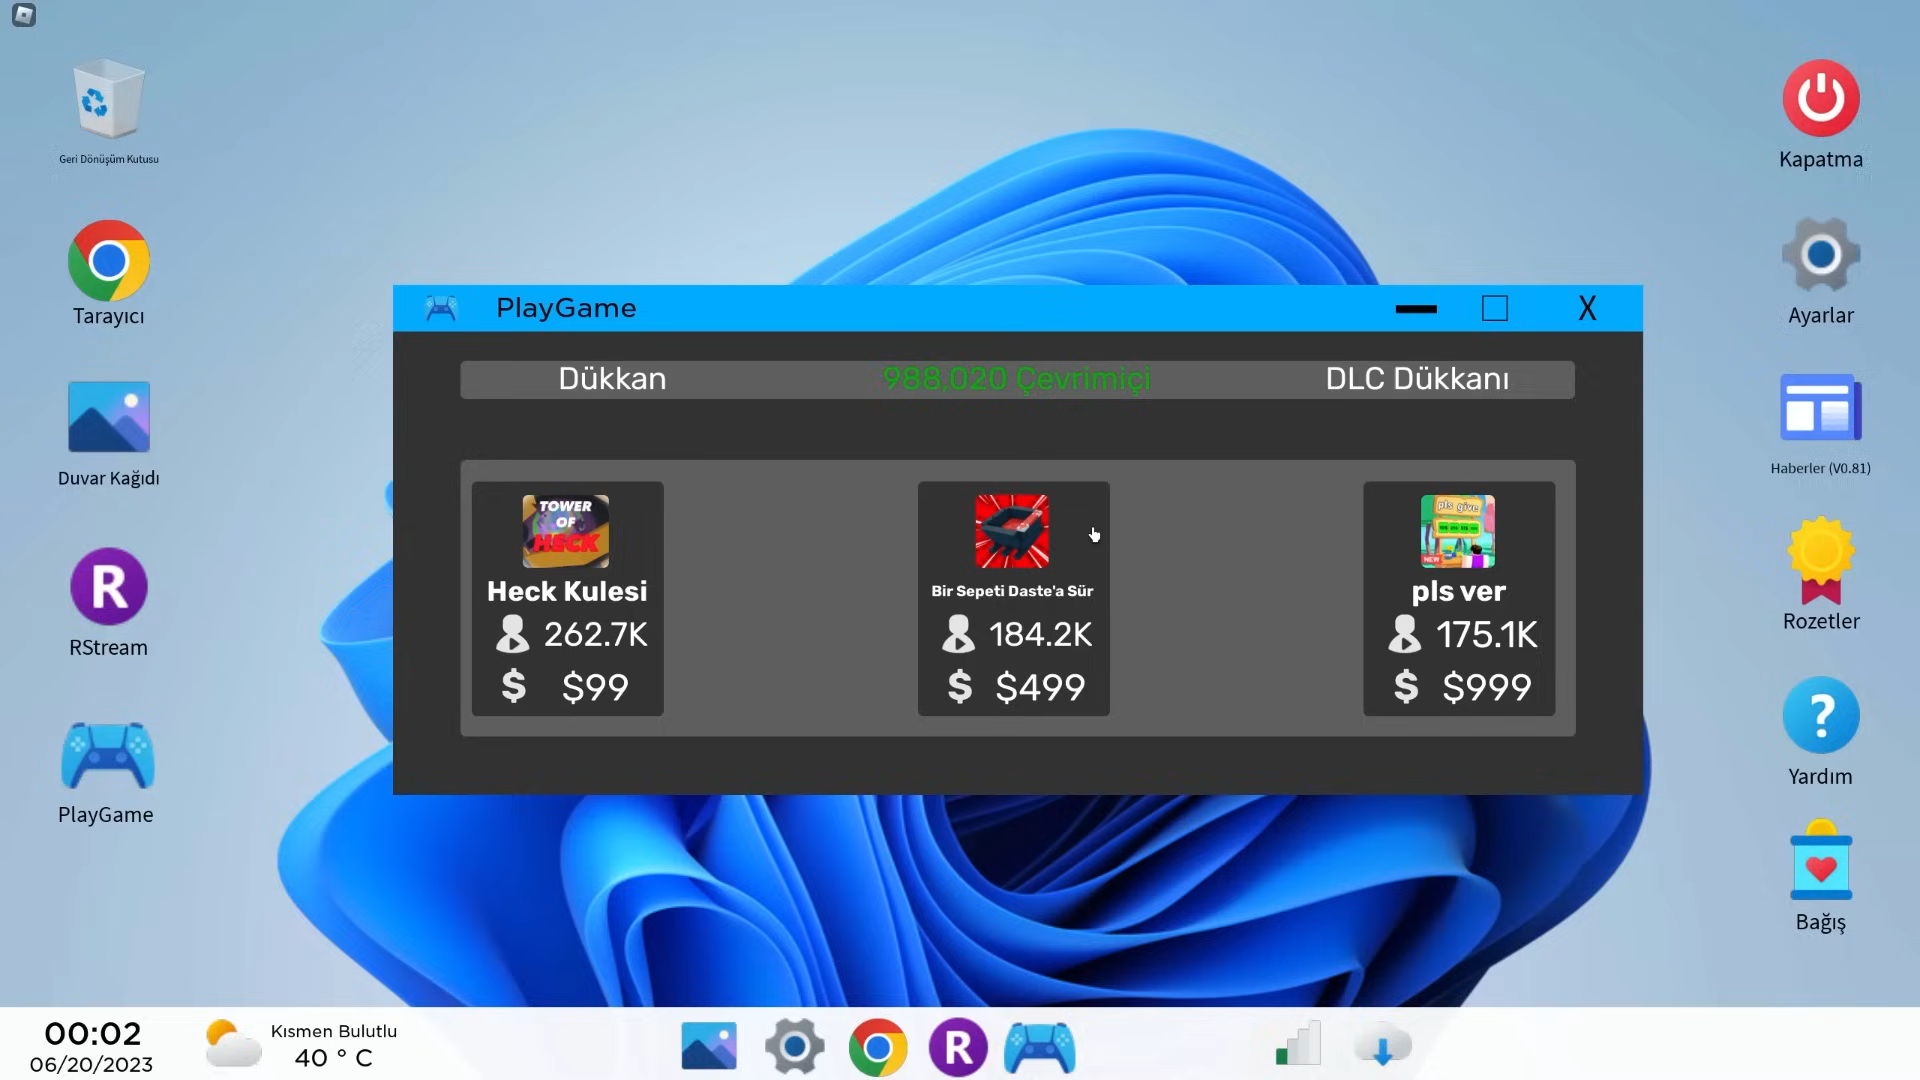 Geri Dönüşüm Kutusu
Tarayıcı
Duvar Kağıdı
R
RStream
PlayGame
PlayGame
X
Dükkan
988,020 Çevrimiçi
DLC Dükkanı
TOWER
OF
HECK
Heck Kulesi
262.7K
$ $99
Bir Sepeti Daste'a Sür
184.2K
$ $499
pls give
NEW
pls ver
175.1K
$ $999
Kapatma
Ayarlar
Haberler (V0.81)
Rozetler
?
Yardım
Bağış
00:02
06/20/2023
Kısmen Bulutlu
40 ° C
R